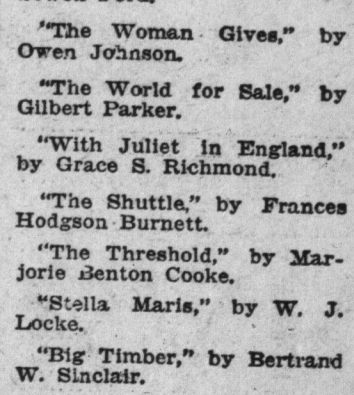 "The Woman Gives," by
Owen Johnson.
"The World for Sale," by
Gilbert Parker.
"With Juliet in England,"
by Grace S. Richmond.
"The Shuttle," by Frances
Hodgson Burnett.
"The Threshold," by Mar-
jorie Benton Cooke.
"Stella Maris," by W. J.
Locke.
"Big Timber," by Bertrand
W. Sinclair.